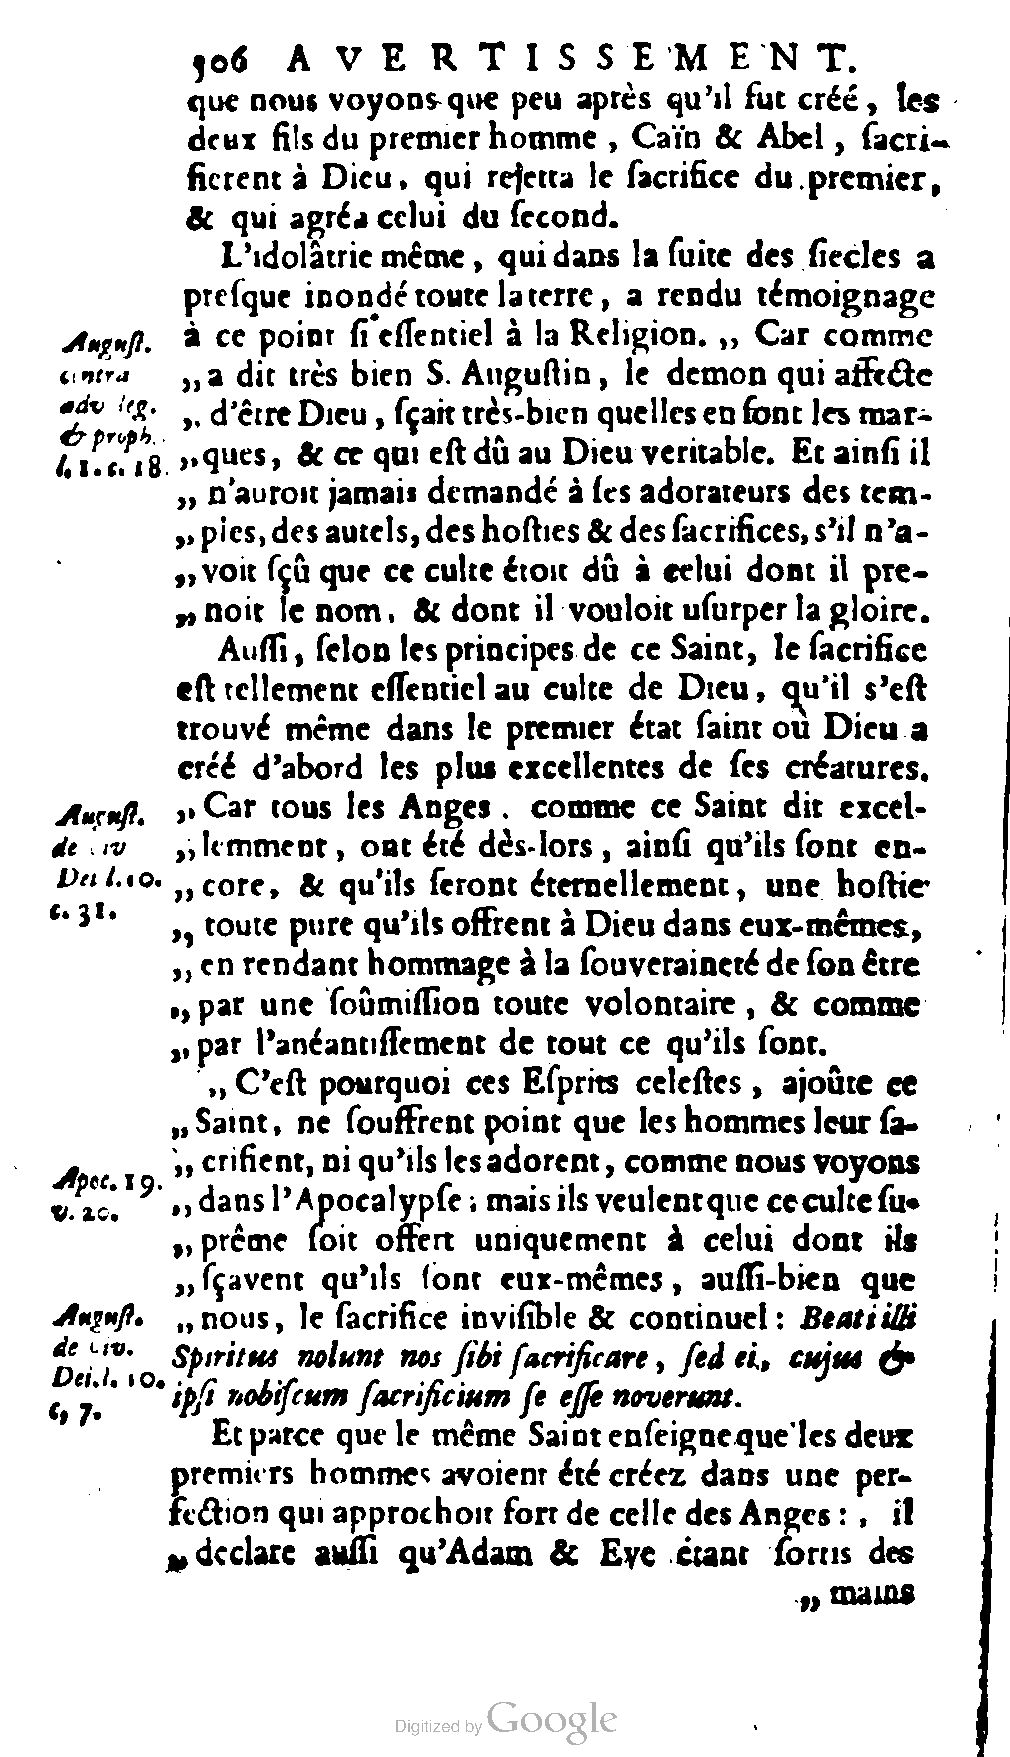 506 AVERTISSEMENT.
que nous voyons que peu après qu'il fut créé, les
deux fils du premier homme, Caïn & Abel, ſacri-
fierent à Dieu, qui rejetta le ſacrifice du premier,
& qui agréa celui du ſecond.
L'idolâtrie même, qui dans la ſuite des ſiecles a
preſque inondé toute la terre, a rendu témoignage
à ce point ſi eſſentiel à la Religion. „ Car comme
„ a dit très bien S. Auguſtin, le demon qui affecte
„ d'être Dieu, ſçait très-bien quelles en ſont les mar-
„ ques, & ce qui eſt dû au Dieu veritable. Et ainſi il
„ n'auroit jamais demandé à ſes adorateurs des tem-
„ ples, des autels, des hoſties & des ſacrifices, s'il n'a-
„ voit ſçû que ce culte étoit dû à celui dont il pre-
„ noit le nom, & dont il vouloit uſurper la gloire.
Auguſt.
contra
adv. leg.
& proph.
l. 1. c. 18.
Auſſi, ſelon les principes de ce Saint, le ſacrifice
eſt tellement eſſentiel au culte de Dieu, qu'il s'eſt
trouvé même dans le premier état ſaint où Dieu a
créé d'abord les plus excellentes de ſes créatures.
„ Car tous les Anges, comme ce Saint dit excel-
„ lemment, ont été dès-lors, ainſi qu'ils ſont en-
„ core, & qu'ils ſeront éternellement, une hoſtie
„ toute pure qu'ils offrent à Dieu dans eux-mêmes,
„ en rendant hommage à la ſouveraineté de ſon être
„ par une ſoûmiſſion toute volontaire, & comme
„ par l'anéantiſſement de tout ce qu'ils ſont.
Auguſt.
de Civ
Dei l. 10.
c. 31.
„ C'eſt pourquoi ces Eſprits celeſtes, ajoûte ce
„ Saint, ne ſouffrent point que les hommes leur ſa-
„ crifient, ni qu'ils les adorent, comme nous voyons
„ dans l'Apocalypſe; mais ils veulent que ce culte ſu-
„ prême ſoit offert uniquement à celui dont ils
„ ſçavent qu'ils ſont eux-mêmes, auſſi-bien que
„ nous, le ſacrifice inviſible & continuel: Beati illi
Spiritus nolunt nos ſibi ſacrificare, ſed ei, cujus &
ipſi nobiſcum ſacrificium ſe eſſe noverunt.
Apoc. 19.
v. 20.
Auguſt.
de Civ.
Dei. l. 10.
c, 7.
Et parce que le même Saint enſeigne que les deux
premiers hommes avoient été créez dans une per-
fection qui approchoit fort de celle des Anges:, il
„ declare auſſi qu'Adam & Eve étant ſortis des
„ mains
Digitized by Google